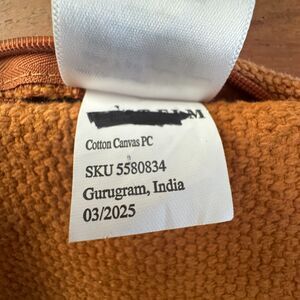 Cotton Canvas PC
SKU 5580834
Gurugram, India
03/2025